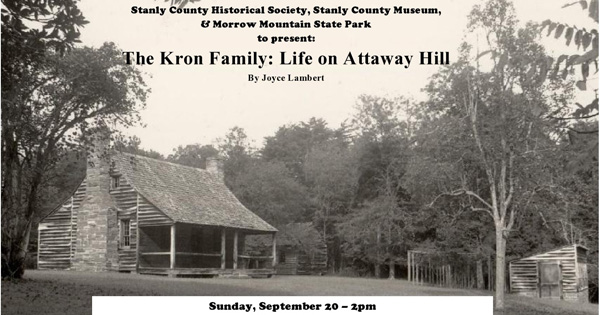 Stanly County Historical Society, Stanly County Museum,
& Morrow Mountain State Park
to present:
The Kron Family: Life on Attaway Hill
By Joyce Lambert
Sunday, September 20 – 2pm